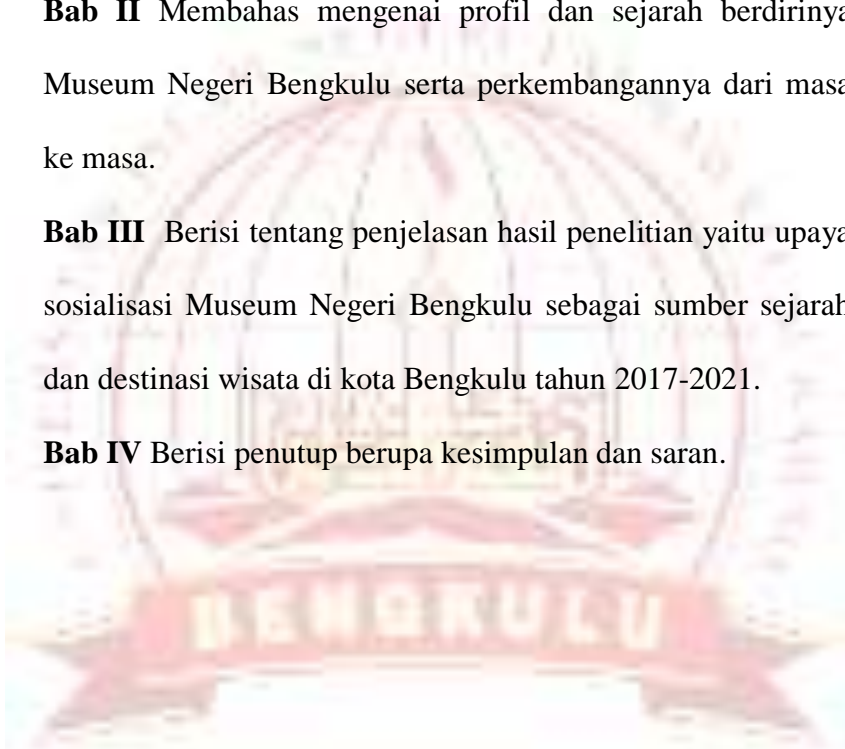 Bab II Membahas mengenai profil dan sejarah berdirinya
Museum Negeri Bengkulu serta perkembangannya dari masa
ke masa.
Bab III Berisi tentang penjelasan hasil penelitian yaitu upaya
sosialisasi Museum Negeri Bengkulu sebagai sumber sejarah
dan destinasi wisata di kota Bengkulu tahun 2017-2021.
Bab IV Berisi penutup berupa kesimpulan dan saran.
BENGKULU